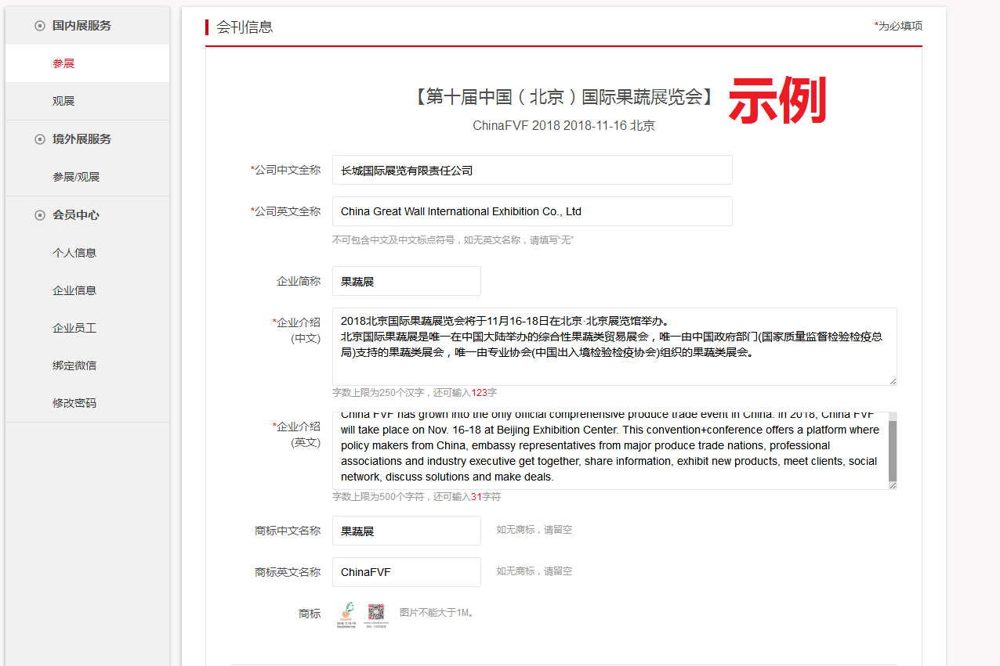 国内展服务
参展
观展
境外展服务
参展/观展
会员中心
个人信息
企业信息
企业员工
绑定微信
修改密码
会刊信息
*为必填项
【第十届中国（北京）国际果蔬展览会】
示例
ChinaFVF 2018 2018-11-16 北京
*公司中文全称
长城国际展览有限责任公司
*公司英文全称
China Great Wall International Exhibition Co., Ltd
不可包含中文及中文标点符号，如无英文名称，请填写“无”
企业简称
果蔬展
*企业介绍
(中文)
2018北京国际果蔬展览会将于11月16-18日在北京·北京展览馆举办。
北京国际果蔬展是唯一在中国大陆举办的综合性果蔬类贸易展会，唯一由中国政府部门(国家质量监督检验检疫总
局)支持的果蔬类展会，唯一由专业协会(中国出入境检验检疫协会)组织的果蔬类展会。
字数上限为250个汉字，还可输入123字
*企业介绍
(英文)
China FVF has grown into the only official comprehensive produce trade event in China. In 2018, China FVF
will take place on Nov. 16-18 at Beijing Exhibition Center. This convention+conference offers a platform where
policy makers from China, embassy representatives from major produce trade nations, professional
associations and industry executive get together, share information, exhibit new products, meet clients, social
network, discuss solutions and make deals.
字数上限为500个字符，还可输入31字符
商标中文名称
果蔬展
如无商标，请留空
商标英文名称
ChinaFVF
如无商标，请留空
商标
图片不能大于1M。